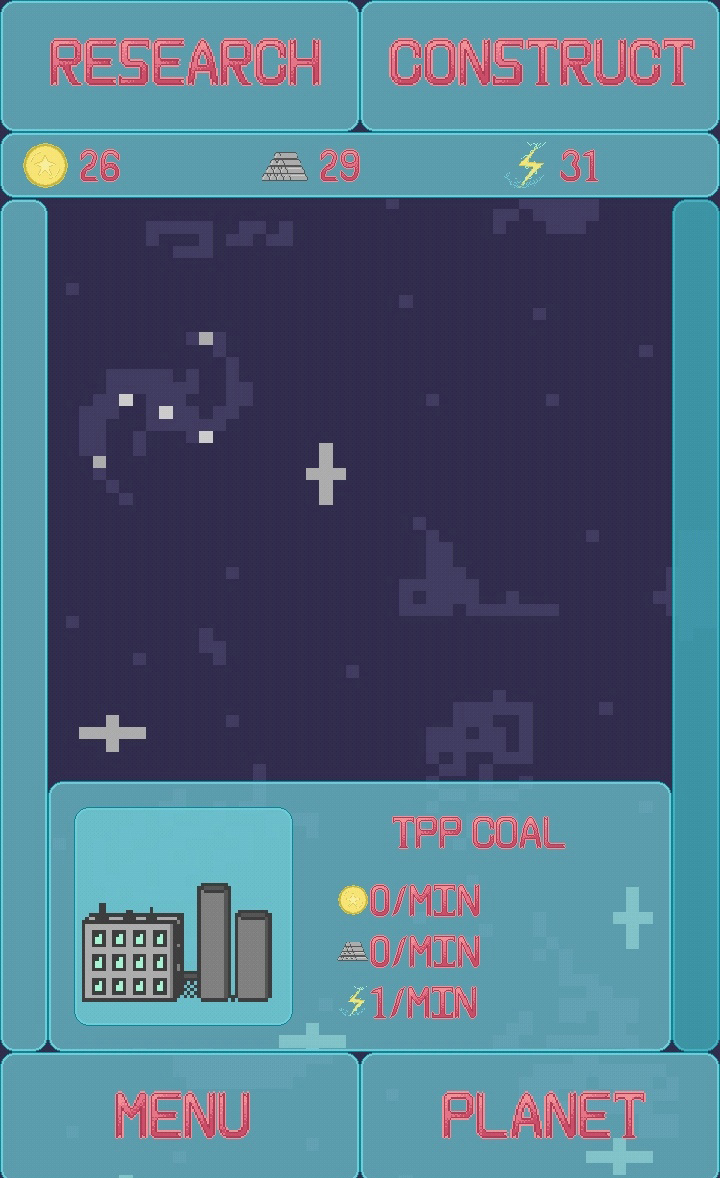 RESEARCH CONSTRUCT
26 29 31
TPP COAL
0/MIN
0/MIN
1/MIN
MENU PLANET